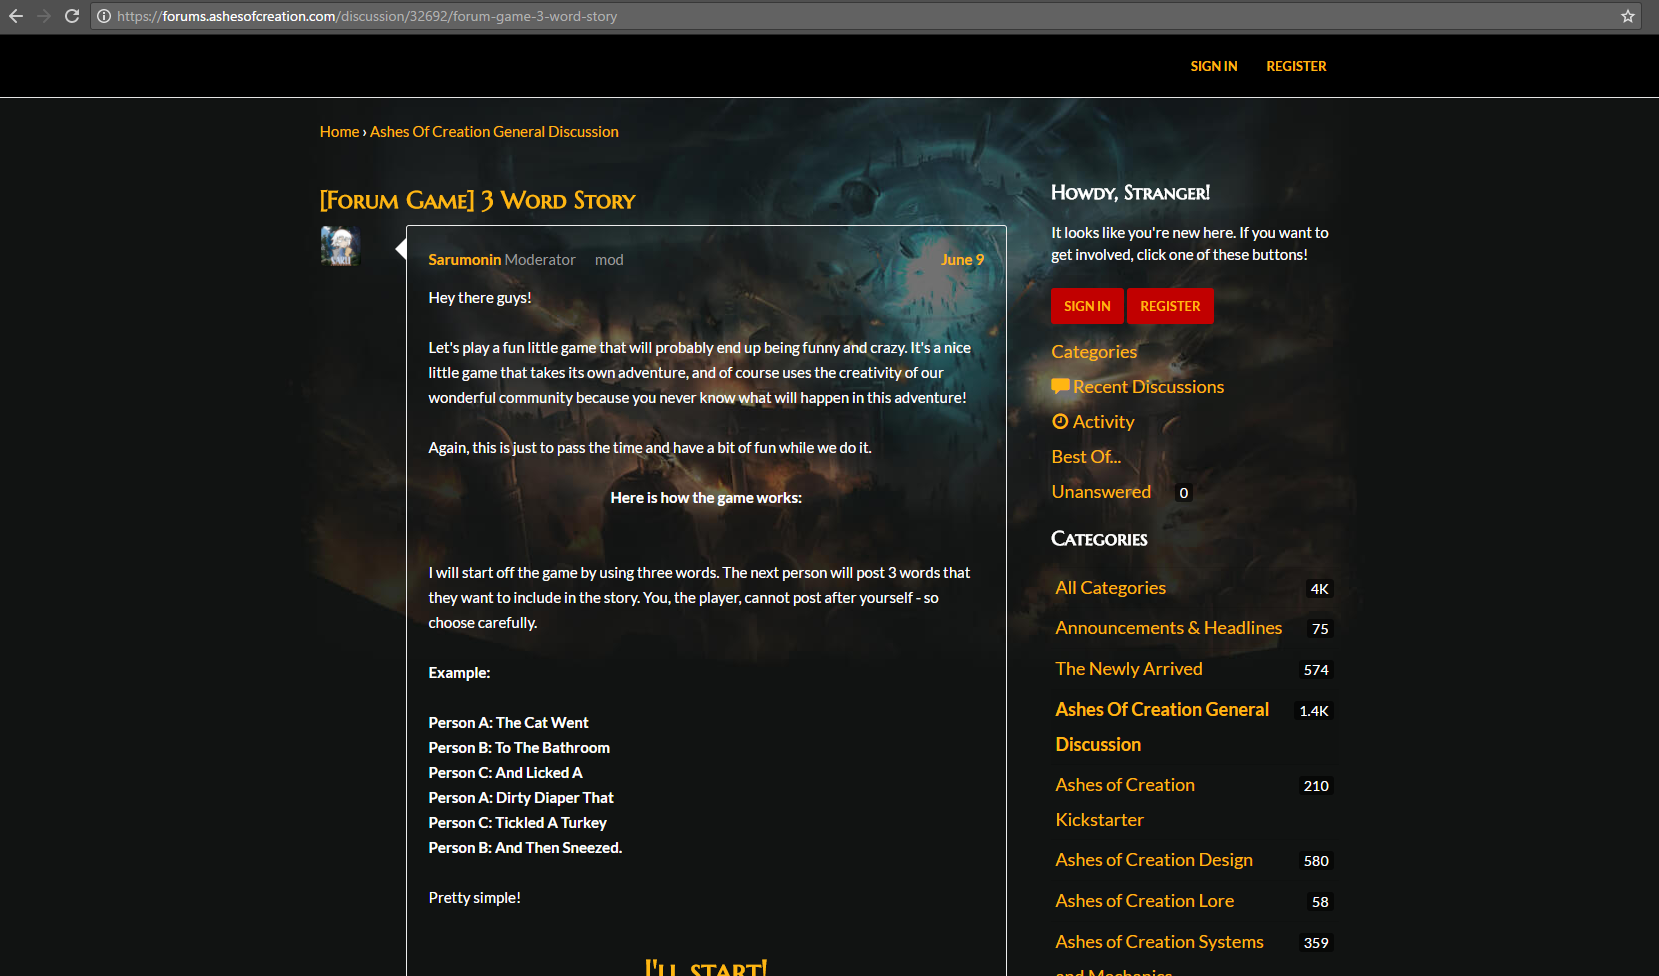 https://forums.ashesofcreation.com/discussion/32692/forum-game-3-word-story
SIGN IN REGISTER
Home › Ashes Of Creation General Discussion
[Forum Game] 3 Word Story
Sarumonin Moderator mod June 9
Hey there guys!
Let's play a fun little game that will probably end up being funny and crazy. It's a nice
little game that takes its own adventure, and of course uses the creativity of our
wonderful community because you never know what will happen in this adventure!
Again, this is just to pass the time and have a bit of fun while we do it.
Here is how the game works:
I will start off the game by using three words. The next person will post 3 words that
they want to include in the story. You, the player, cannot post after yourself - so
choose carefully.
Example:
Person A: The Cat Went
Person B: To The Bathroom
Person C: And Licked A
Person A: Dirty Diaper That
Person C: Tickled A Turkey
Person B: And Then Sneezed.
Pretty simple!
I'll start!
Howdy, Stranger!
It looks like you're new here. If you want to
get involved, click one of these buttons!
SIGN IN REGISTER
Categories
Recent Discussions
Activity
Best Of...
Unanswered 0
Categories
All Categories 4K
Announcements & Headlines 75
The Newly Arrived 574
Ashes Of Creation General 1.4K
Discussion
Ashes of Creation 210
Kickstarter
Ashes of Creation Design 580
Ashes of Creation Lore 58
Ashes of Creation Systems 359
and Mechanics